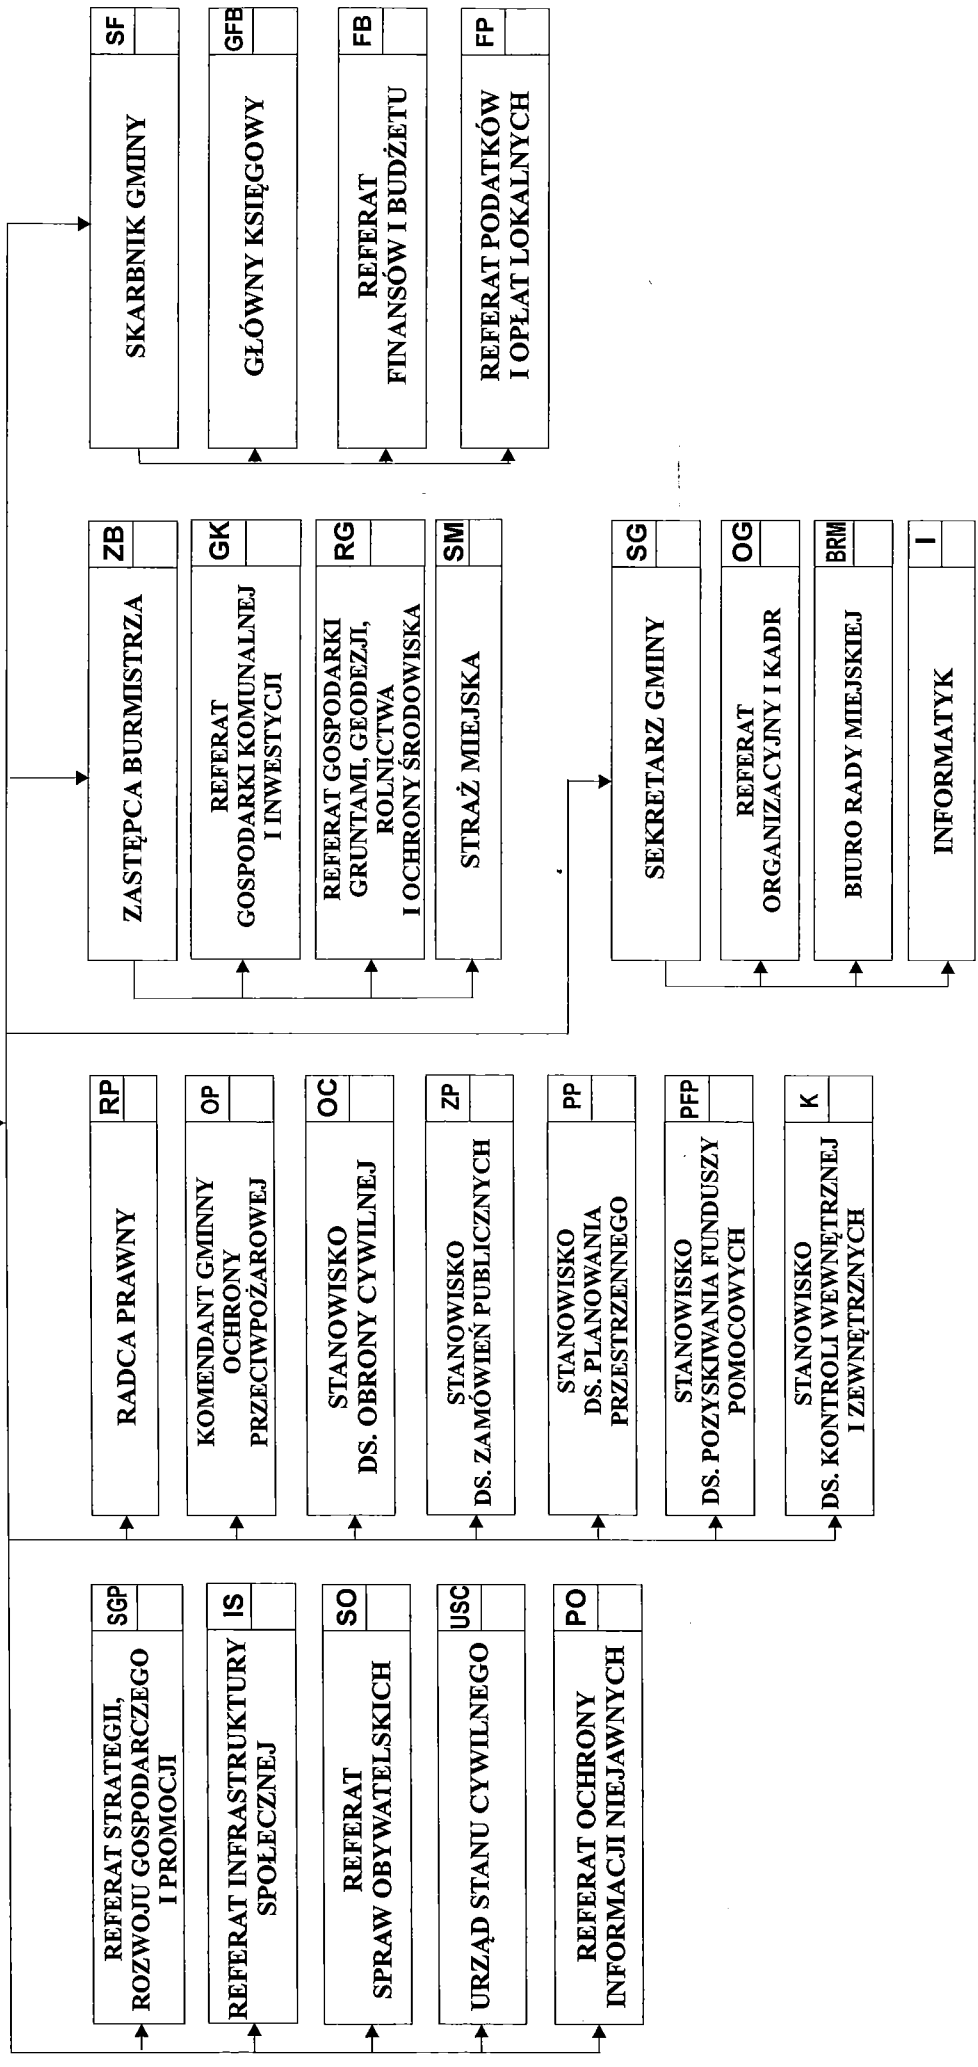 REFERAT STRATEGII,
ROZWOJU GOSPODARCZEGO
I PROMOCJI
SGP
REFERAT INFRASTRUKTURY
SPOŁECZNEJ
IS
REFERAT
SPRAW OBYWATELSKICH
SO
URZĄD STANU CYWILNEGO
USC
REFERAT OCHRONY
INFORMACJI NIEJAWNYCH
PO
RADCA PRAWNY
RP
KOMENDANT GMINNY
OCHRONY
PRZECIWPOŻAROWEJ
OP
STANOWISKO
DS. OBRONY CYWILNEJ
OC
STANOWISKO
DS. ZAMÓWIEŃ PUBLICZNYCH
ZP
STANOWISKO
DS. PLANOWANIA
PRZESTRZENNEGO
PP
STANOWISKO
DS. POZYSKIWANIA FUNDUSZY
POMOCOWYCH
PFP
STANOWISKO
DS. KONTROLI WEWNĘTRZNEJ
I ZEWNĘTRZNYCH
K
ZASTĘPCA BURMISTRZA
ZB
REFERAT
GOSPODARKI KOMUNALNEJ
I INWESTYCJI
GK
REFERAT GOSPODARKI
GRUNTAMI, GEODEZJI,
ROLNICTWA
I OCHRONY ŚRODOWISKA
RG
STRAŻ MIEJSKA
SM
SEKRETARZ GMINY
SG
REFERAT
ORGANIZACYJNY I KADR
OG
BIURO RADY MIEJSKIEJ
BRM
INFORMATYK
I
SKARBNIK GMINY
SF
GŁÓWNY KSIĘGOWY
GFB
REFERAT
FINANSÓW I BUDŻETU
FB
REFERAT PODATKÓW
I OPŁAT LOKALNYCH
FP